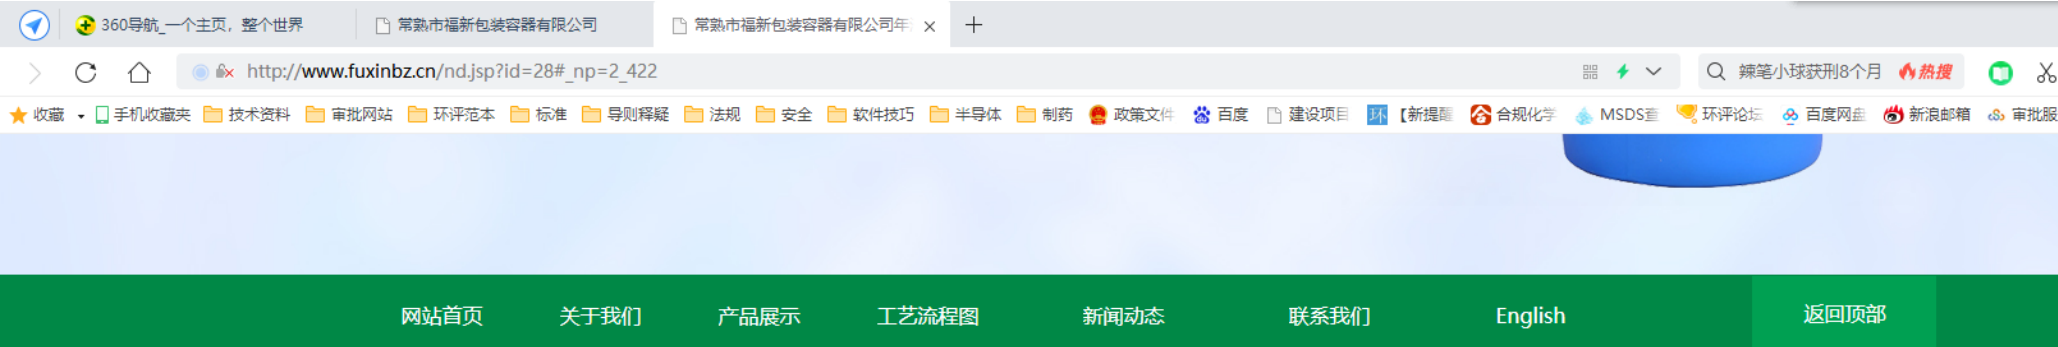 360导航_一个主页，整个世界 常熟市福新包装容器有限公司 常熟市福新包装容器有限公司年
http://www.fuxinbz.cn/nd.jsp?id=28#_np=2_422 辣笔小球获刑8个月 热搜
收藏 手机收藏夹 技术资料 审批网站 环评范本 标准 导则释疑 法规 安全 软件技巧 半导体 制药 政策文件 百度 建设项目 环 【新提醒 合规化学 MSDS查 环评论坛 百度网盘 新浪邮箱 审批服
网站首页 关于我们 产品展示 工艺流程图 新闻动态 联系我们 English 返回顶部